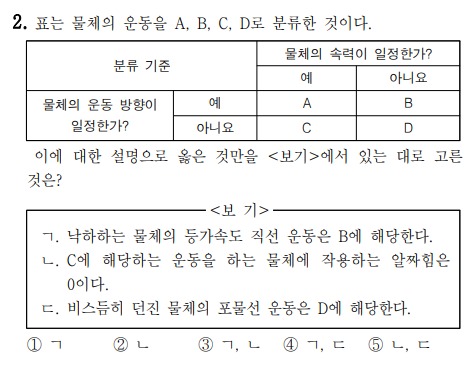 2. 표는 물체의 운동을 A, B, C, D로 분류한 것이다.
분류 기준
물체의 속력이 일정한가?
예 아니요
물체의 운동 방향이
일정한가?
예 A B
아니요 C D
이에 대한 설명으로 옳은 것만을 <보기>에서 있는 대로 고른
것은?
<보 기>
ㄱ. 낙하하는 물체의 등가속도 직선 운동은 B에 해당한다.
ㄴ. C에 해당하는 운동을 하는 물체에 작용하는 알짜힘은
0이다.
ㄷ. 비스듬히 던진 물체의 포물선 운동은 D에 해당한다.
① ㄱ ② ㄴ ③ ㄱ, ㄴ ④ ㄱ, ㄷ ⑤ ㄴ, ㄷ